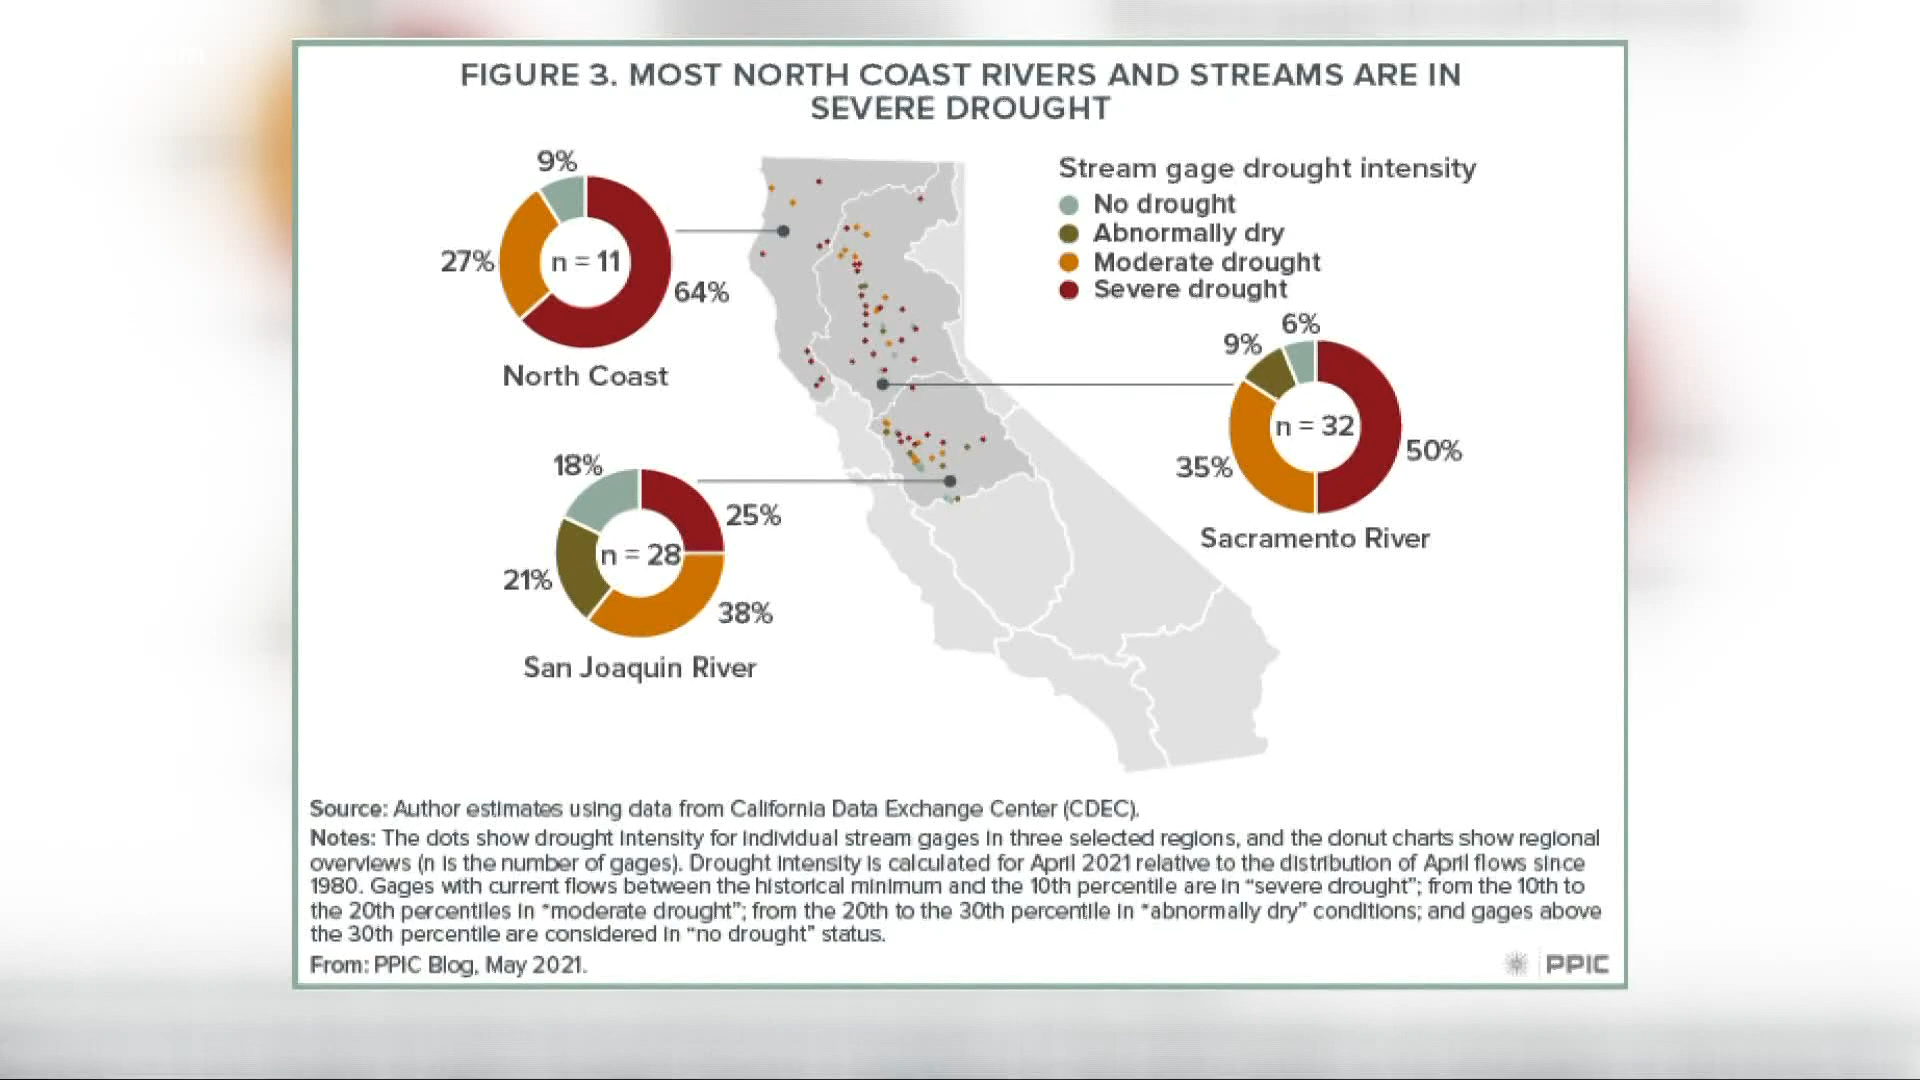 FIGURE 3. MOST NORTH COAST RIVERS AND STREAMS ARE IN
SEVERE DROUGHT
9%
27%
n = 11
64%
North Coast
Stream gage drought intensity
No drought
Abnormally dry
Moderate drought
Severe drought
6%
9%
n = 32
35%
50%
Sacramento River
18%
25%
n = 28
21%
38%
San Joaquin River
Source: Author estimates using data from California Data Exchange Center (CDEC).
Notes: The dots show drought intensity for individual stream gages in three selected regions, and the donut charts show regional
overviews (n is the number of gages). Drought intensity is calculated for April 2021 relative to the distribution of April flows since
1980. Gages with current flows between the historical minimum and the 10th percentile are in “severe drought”; from the 10th to
the 20th percentiles in “moderate drought”; from the 20th to the 30th percentile in “abnormally dry” conditions; and gages above
the 30th percentile are considered in “no drought” status.
From: PPIC Blog, May 2021.
PPIC